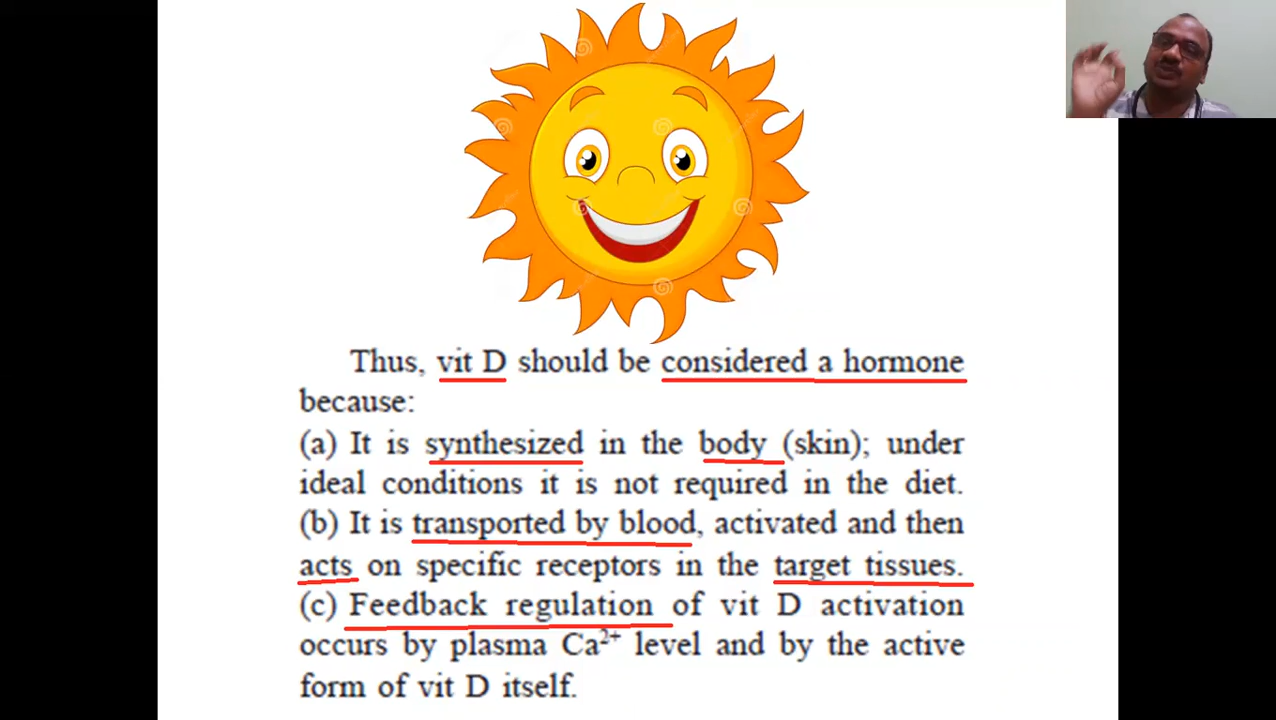 Thus, vit D should be considered a hormone
because:
(a) It is synthesized in the body (skin); under
ideal conditions it is not required in the diet.
(b) It is transported by blood, activated and then
acts on specific receptors in the target tissues.
(c) Feedback regulation of vit D activation
occurs by plasma Ca²⁺ level and by the active
form of vit D itself.